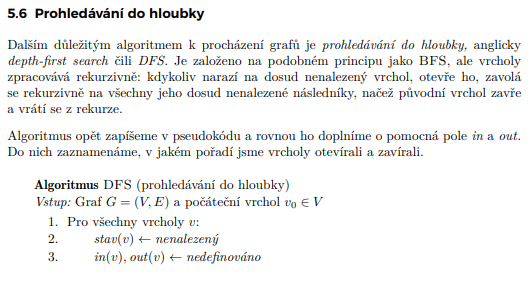 5.6 Prohledávání do hloubky
Dalším důležitým algoritmem k procházení grafů je prohledávání do hloubky, anglicky
depth-first search čili DFS. Je založeno na podobném principu jako BFS, ale vrcholy
zpracovává rekurzivně: kdykoliv narazí na dosud nenalezený vrchol, otevře ho, zavolá
se rekurzivně na všechny jeho dosud nenalezené následníky, načež původní vrchol zavře
a vrátí se z rekurze.
Algoritmus opět zapíšeme v pseudokódu a rovnou ho doplníme o pomocná pole in a out.
Do nich zaznamenáme, v jakém pořadí jsme vrcholy otevírali a zavírali.
Algoritmus DFS (prohledávání do hloubky)
Vstup: Graf G = (V, E) a počáteční vrchol v₀ ∈ V
1. Pro všechny vrcholy v:
2. stav(v) ← nenalezený
3. in(v), out(v) ← nedefinováno